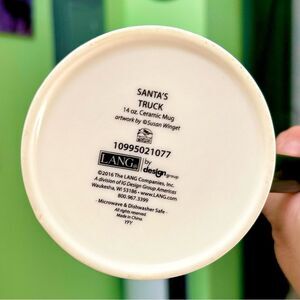 SANTA'S
TRUCK
14 oz. Ceramic Mug
artwork by ©Susan Winget
10995021077
LANG® by design group
©2016 The LANG Companies, Inc.
A division of IG Design Group Americas
Waukesha, WI 53186 - www.LANG.com
800.967.3399
- Microwave & Dishwasher Safe -
All rights reserved.
Made in China.
YFY